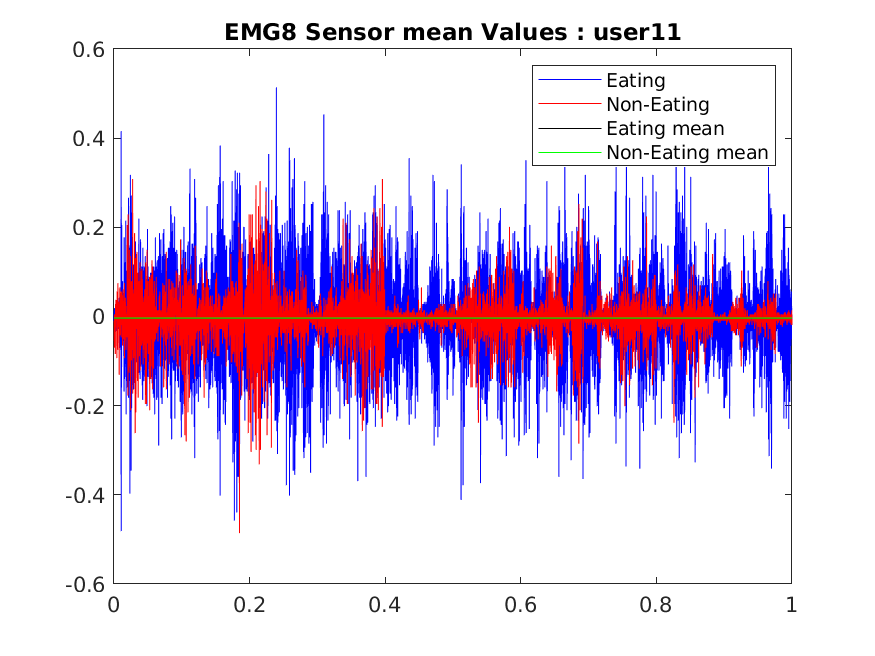 EMG8 Sensor mean Values : user11
0.6
0.4
0.2
0
-0.2
-0.4
-0.6
Eating
Non-Eating
Eating mean
Non-Eating mean
0 0.2 0.4 0.6 0.8 1